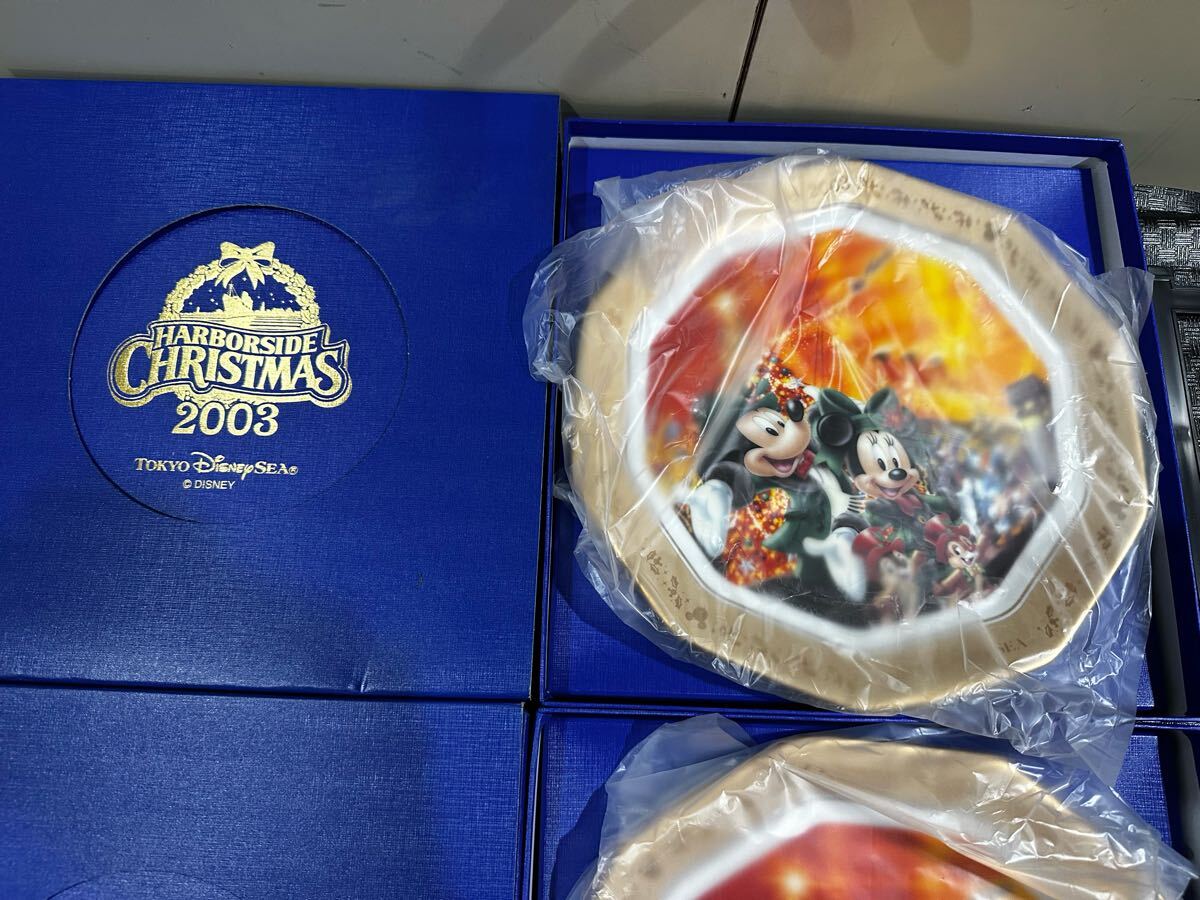 HARBORSIDE
CHRISTMAS
2003
TOKYO DISNEYSEA®
© DISNEY